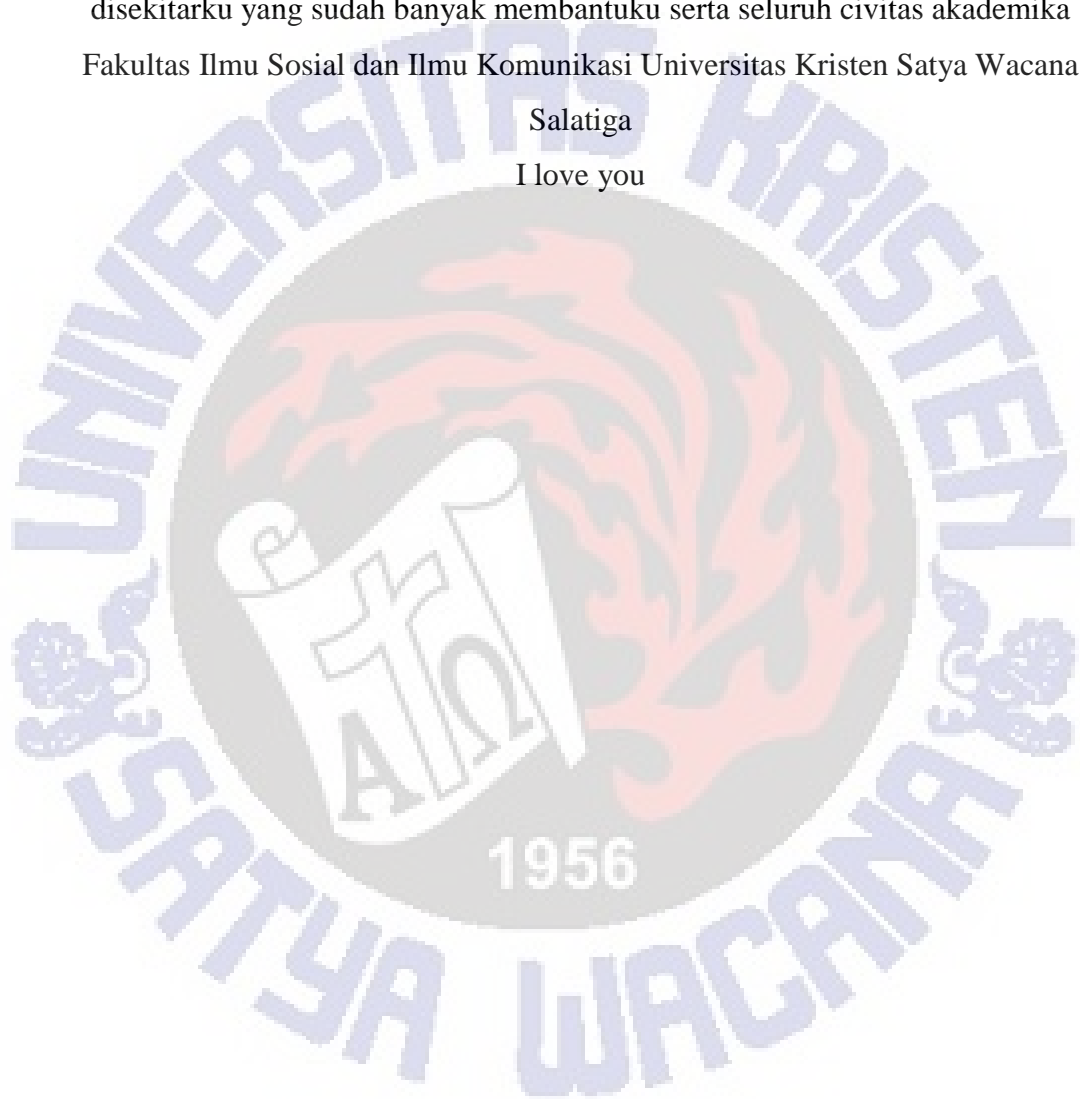 disekitarku yang sudah banyak membantuku serta seluruh civitas akademika
Fakultas Ilmu Sosial dan Ilmu Komunikasi Universitas Kristen Satya Wacana
Salatiga
I love you
UNIVERSITAS KRISTEN
Α Ω
1956
SATYA WACANA